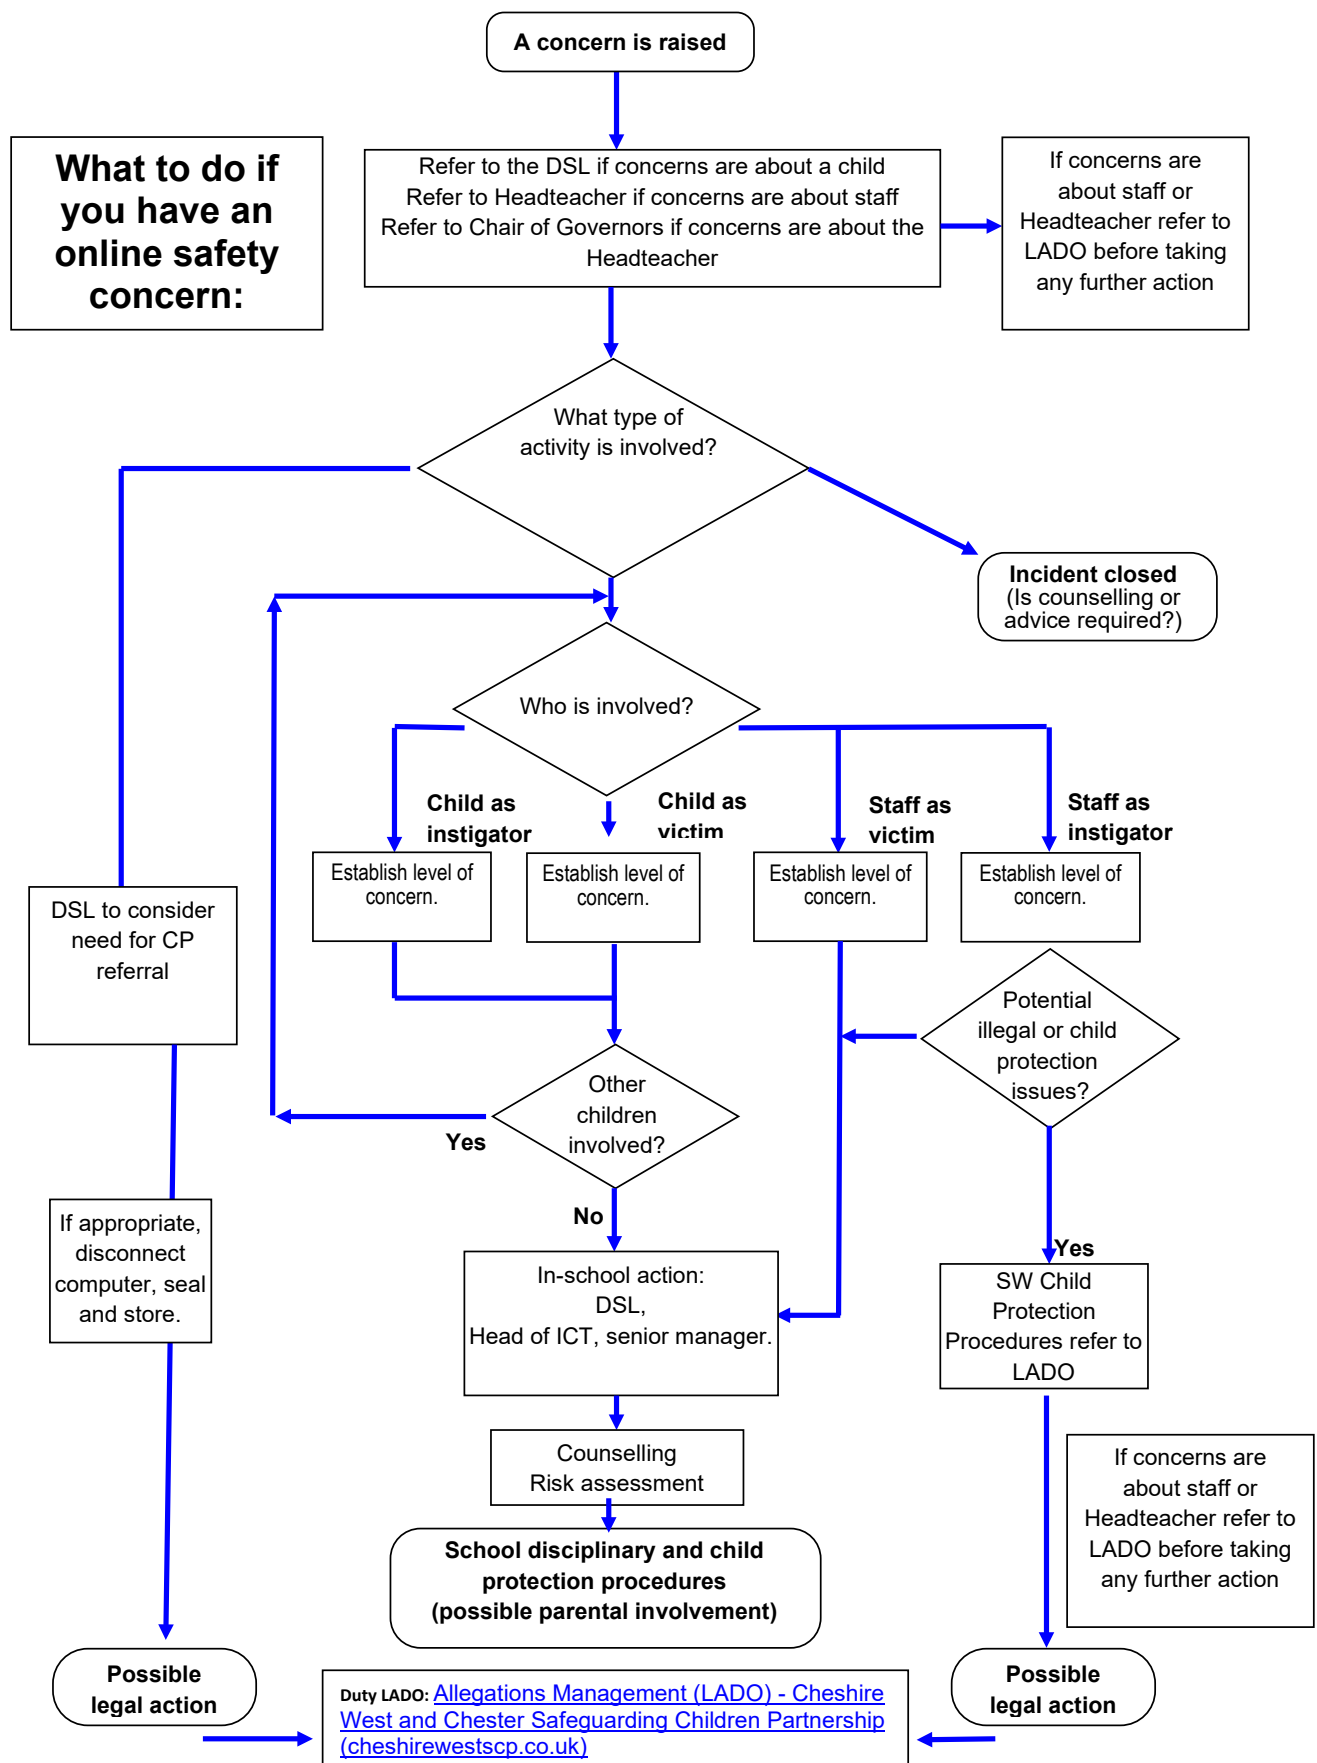 A concern is raised
What to do if
you have an
online safety
concern:
Refer to the DSL if concerns are about a child
Refer to Headteacher if concerns are about staff
Refer to Chair of Governors if concerns are about the
Headteacher
If concerns are
about staff or
Headteacher refer to
LADO before taking
any further action
What type of
activity is involved?
Incident closed
(Is counselling or
advice required?)
Who is involved?
Child as
instigator
Child as
victim
Staff as
victim
Staff as
instigator
Establish level of
concern.
Establish level of
concern.
Establish level of
concern.
Establish level of
concern.
DSL to consider
need for CP
referral
Potential
illegal or child
protection
issues?
Other
children
involved?
Yes
No
If appropriate,
disconnect
computer, seal
and store.
In-school action:
DSL,
Head of ICT, senior manager.
Yes
SW Child
Protection
Procedures refer to
LADO
Counselling
Risk assessment
If concerns are
about staff or
Headteacher refer to
LADO before taking
any further action
School disciplinary and child
protection procedures
(possible parental involvement)
Possible
legal action
Possible
legal action
Duty LADO: Allegations Management (LADO) - Cheshire
West and Chester Safeguarding Children Partnership
(cheshirewestscp.co.uk)